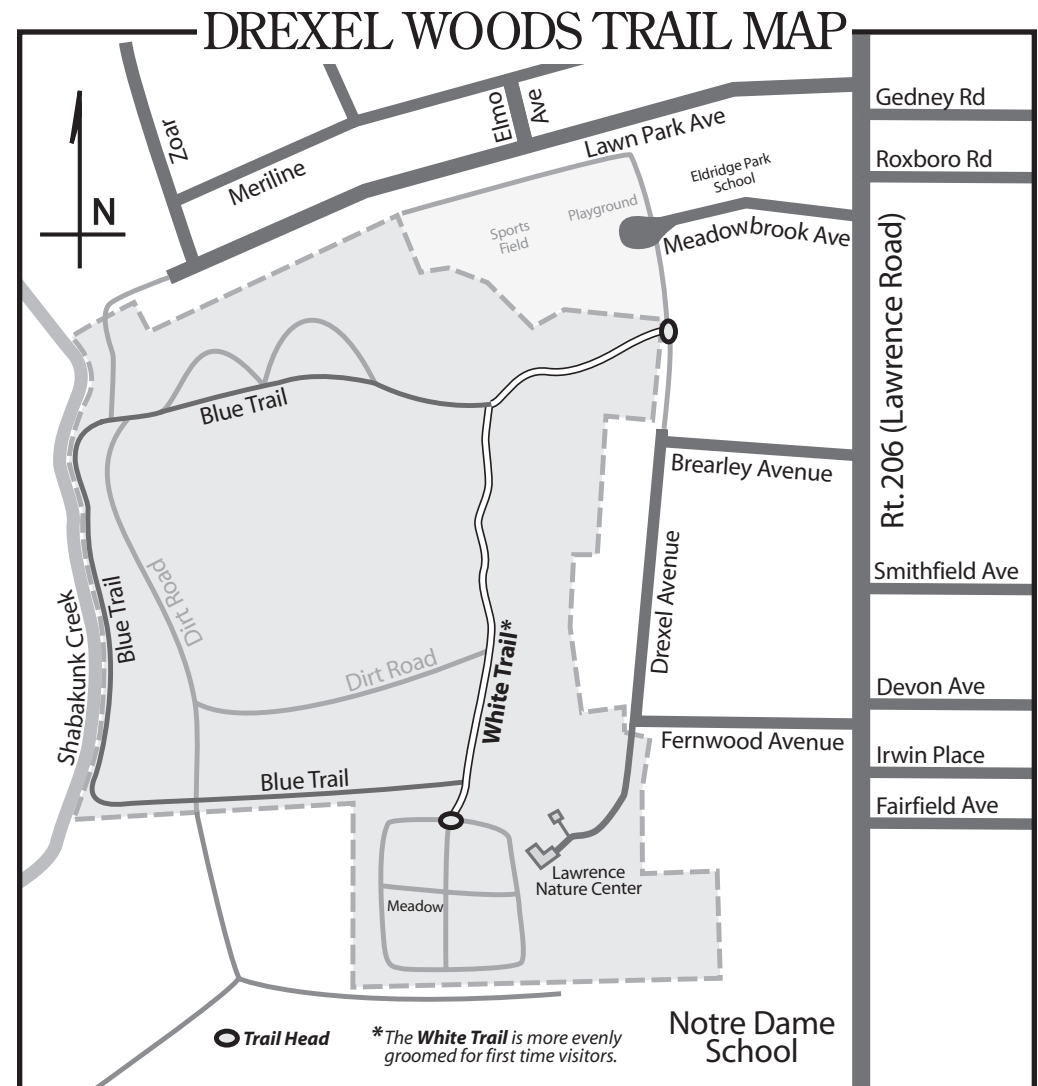 DREXEL WOODS TRAIL MAP
N
Zoar
Meriline
Elmo
Ave
Lawn Park Ave
Gedney Rd
Roxboro Rd
Eldridge Park
School
Playground
Sports
Field
Meadowbrook Ave
Rt. 206 (Lawrence Road)
Blue Trail
Brearley Avenue
Smithfield Ave
Drexel Avenue
Dirt Road
Blue Trail
Shabakunk Creek
Dirt Road
White Trail*
Devon Ave
Fernwood Avenue
Irwin Place
Blue Trail
Fairfield Ave
Lawrence
Nature Center
Meadow
Trail Head
*The White Trail is more evenly
groomed for first time visitors.
Notre Dame
School